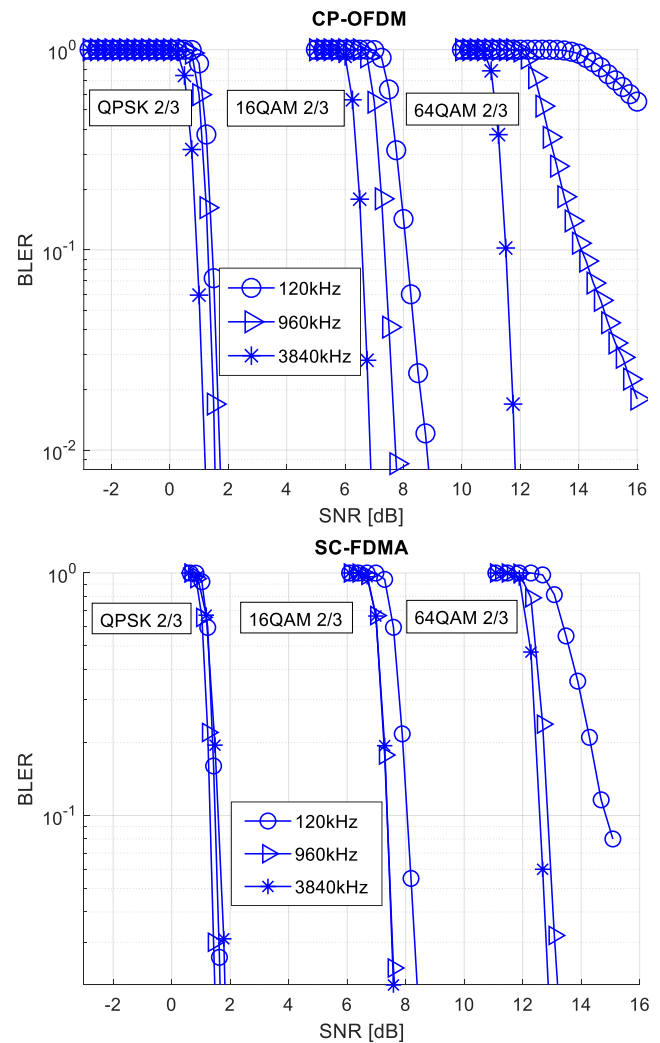 CP-OFDM
10^0
QPSK 2/3
16QAM 2/3
64QAM 2/3
10^-1
BLER
120kHz
960kHz
3840kHz
10^-2
-2 0 2 4 6 8 10 12 14 16
SNR [dB]
SC-FDMA
10^0
QPSK 2/3
16QAM 2/3
64QAM 2/3
BLER
10^-1
120kHz
960kHz
3840kHz
-2 0 2 4 6 8 10 12 14 16
SNR [dB]